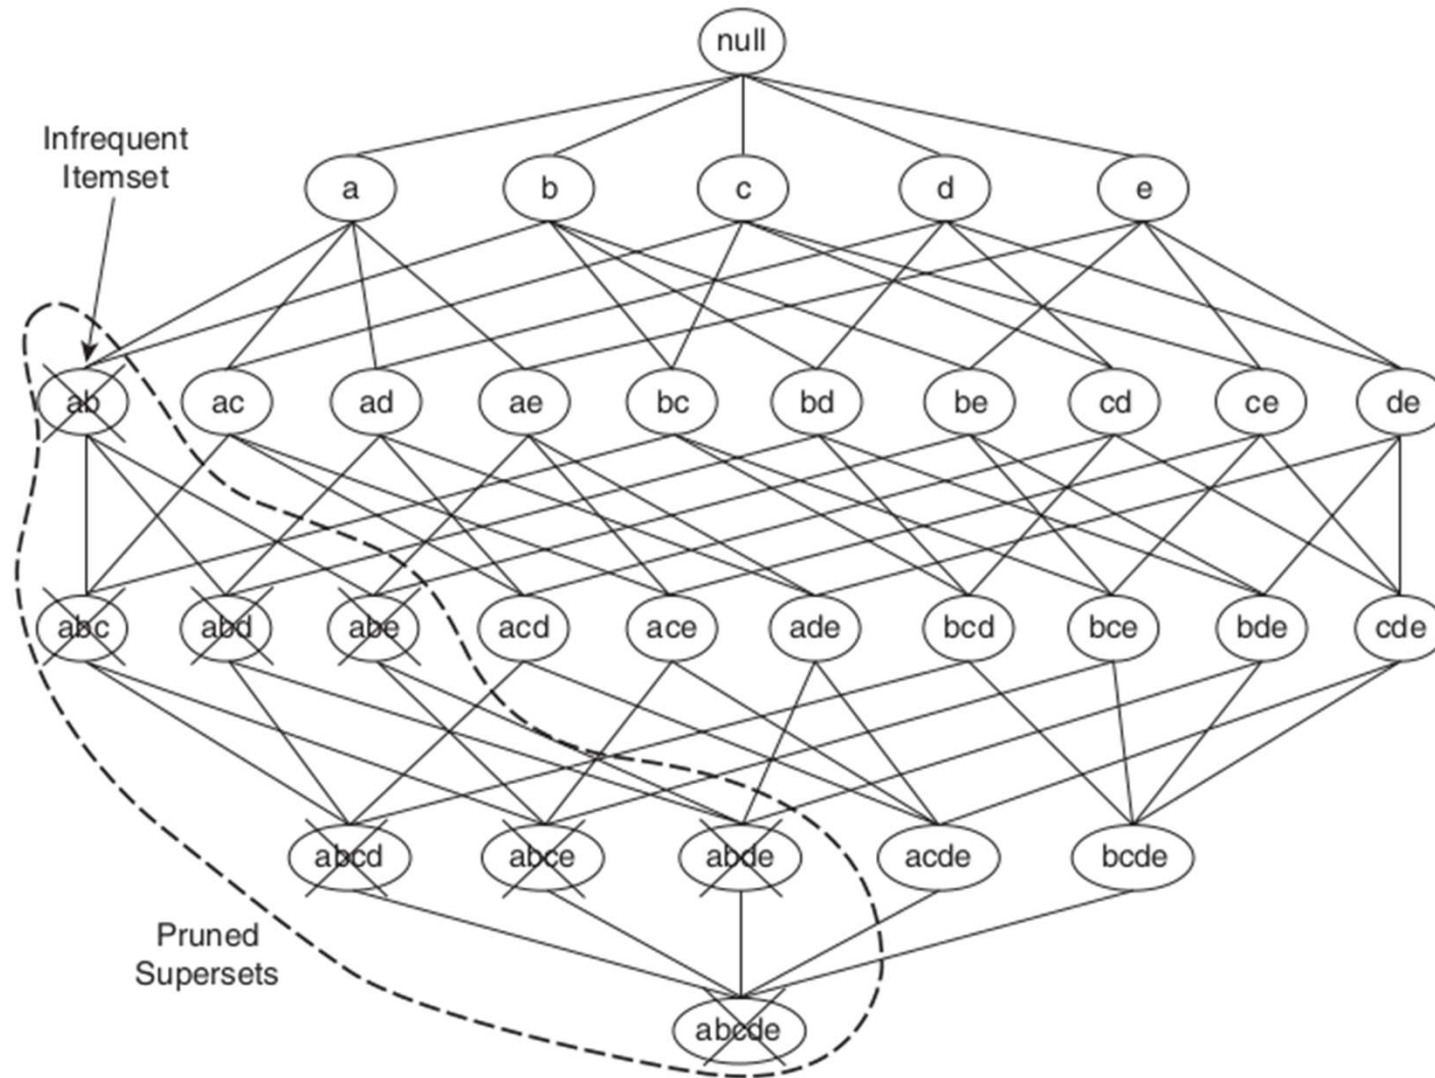 null
Infrequent
Itemset
a b c d e
ab ac ad ae bc bd be cd ce de
abc abd abe acd ace ade bcd bce bde cde
abcd abce abde acde bcde
Pruned
Supersets
abcde